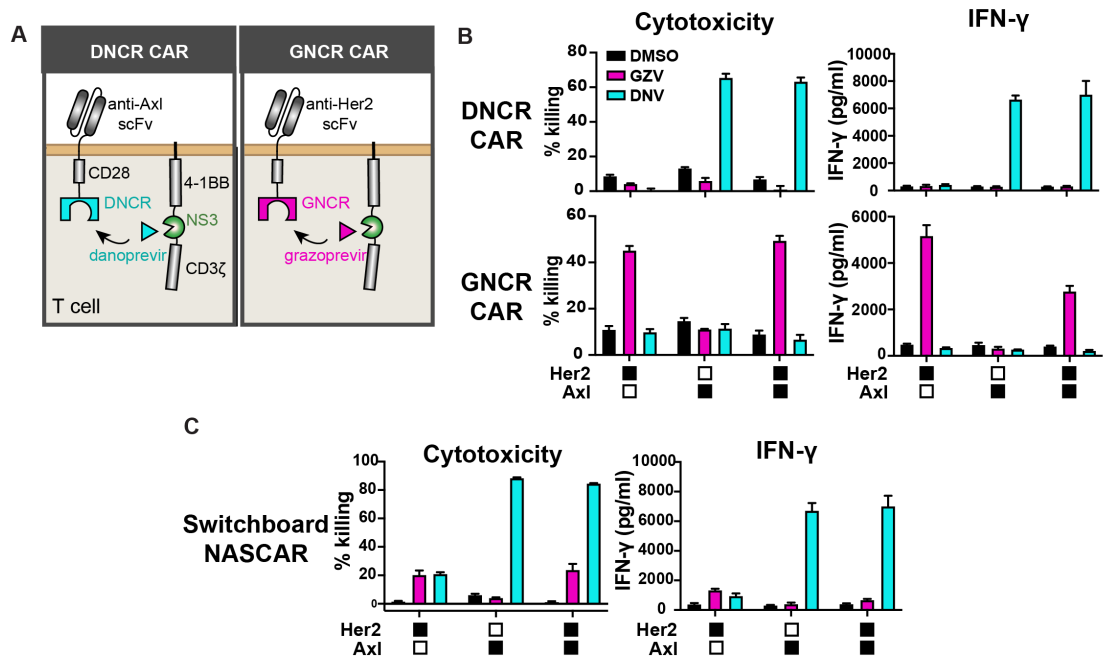 A
DNCR CAR
GNCR CAR
anti-Axl
scFv
anti-Her2
scFv
CD28
4-1BB
DNCR
NS3
danoprevir
CD3ζ
T cell
GNCR
grazoprevir
B
Cytotoxicity
IFN-γ
DNCR
CAR
% killing
80
60
40
20
0
DMSO
GZV
DNV
IFN-γ (pg/ml)
10000
8000
6000
4000
2000
0
GNCR
CAR
% killing
60
40
20
0
Her2
Axl
IFN-γ (pg/ml)
6000
4000
2000
0
Her2
Axl
C
Switchboard
NASCAR
Cytotoxicity
% killing
100
80
60
40
20
0
Her2
Axl
IFN-γ
IFN-γ (pg/ml)
10000
8000
6000
4000
2000
0
Her2
Axl